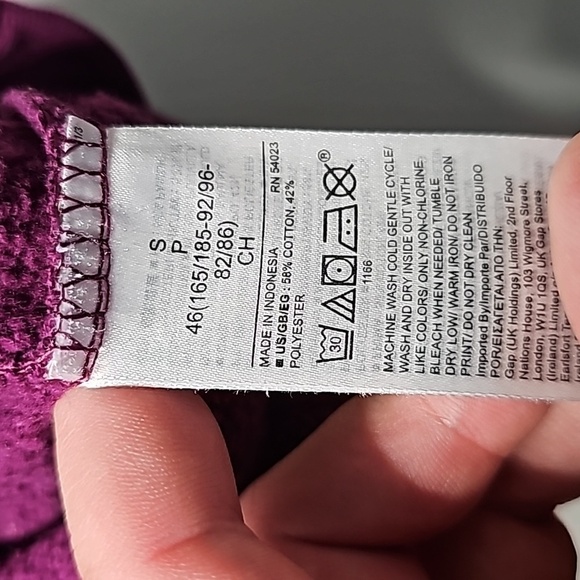 S
P
46(165/185-92/96-
82/86)
CH
MADE IN INDONESIA RN 54023
■ US/GB/EG : 58% COTTON, 42%
POLYESTER
30
®
1166
MACHINE WASH COLD GENTLE CYCLE/
WASH AND DRY INSIDE OUT WITH
LIKE COLORS/ ONLY NON-CHLORINE
BLEACH WHEN NEEDED/ TUMBLE
DRY LOW/ WARM IRON/ DO NOT IRON
PRINT/ DO NOT DRY CLEAN
Imported By/Importe Par/DISTRIBUIDO
POR/ΕΙΣΑΓΕΤΑΙ ΑΠΟ ΤΗΝ:
Gap (UK Holdings) Limited, 2nd Floor
Nations House, 103 Wigmore Street,
London, W1U 1QS, UK Gap Stores
(Ireland) Limited
Earlsfort